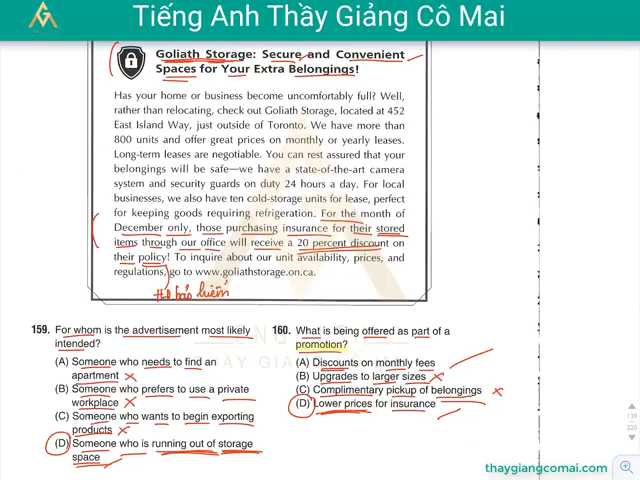 Tiếng Anh Thầy Giảng Cô Mai
Goliath Storage: Secure and Convenient
Spaces for Your Extra Belongings!
Has your home or business become uncomfortably full? Well,
rather than relocating, check out Goliath Storage, located at 452
East Island Way, just outside of Toronto. We have more than
800 units and offer great prices on monthly or yearly leases.
Long-term leases are negotiable. You can rest assured that your
belongings will be safe—we have a state-of-the-art camera
system and security guards on duty 24 hours a day. For local
businesses, we also have ten cold-storage units for lease, perfect
for keeping goods requiring refrigeration. For the month of
December only, those purchasing insurance for their stored
items through our office will receive a 20 percent discount on
their policy! To inquire about our unit availability, prices, and
regulations, go to www.goliathstorage.on.ca.
HĐ bảo hiểm
159. For whom is the advertisement most likely
intended?
(A) Someone who needs to find an
apartment
(B) Someone who prefers to use a private
workplace
(C) Someone who wants to begin exporting
products
(D) Someone who is running out of storage
space
160. What is being offered as part of a
promotion?
(A) Discounts on monthly fees
(B) Upgrades to larger sizes
(C) Complimentary pickup of belongings
(D) Lower prices for insurance
139
220
thaygiangcomai.com